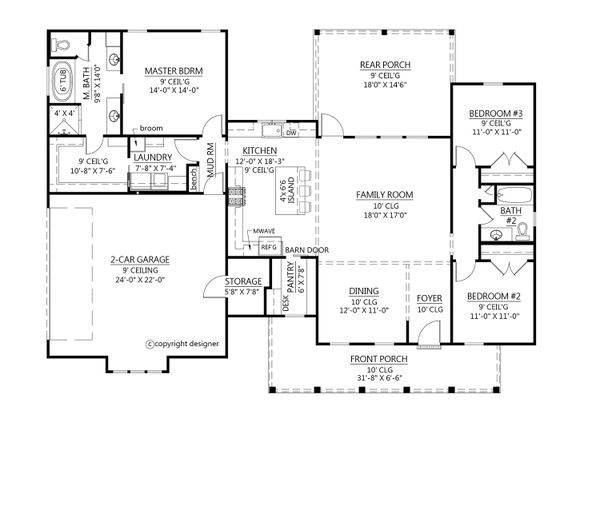 6' TUB
M. BATH
9'8" X 14'0"
4' X 4'
MASTER BDRM
9' CEIL'G
14'-0" X 14'-0"
REAR PORCH
9' CEIL'G
18'0" X 14'6"
BEDROOM #3
9' CEIL'G
11'-0" X 11'-0"
broom
DW
9' CEIL'G
10'-8" X 7'-6"
LAUNDRY
7'-8" X 7'-4"
bench
MUD RM
KITCHEN
12'-0" X 18'-3"
9' CEIL'G
4'x 6'6
ISLAND
FAMILY ROOM
10' CLG
18'0" X 17'0"
BATH
#2
MWAVE
REF'G
BARN DOOR
2-CAR GARAGE
9' CEILING
24'-0" X 22'-0"
STORAGE
5'8" X 7'8"
DESK
PANTRY
6' X 7'8"
DINING
10' CLG
12'-0" X 11'-0"
FOYER
10' CLG
BEDROOM #2
9' CEIL'G
11'-0" X 11'-0"
©copyright designer
FRONT PORCH
10' CLG
31'-8" X 6'-6"